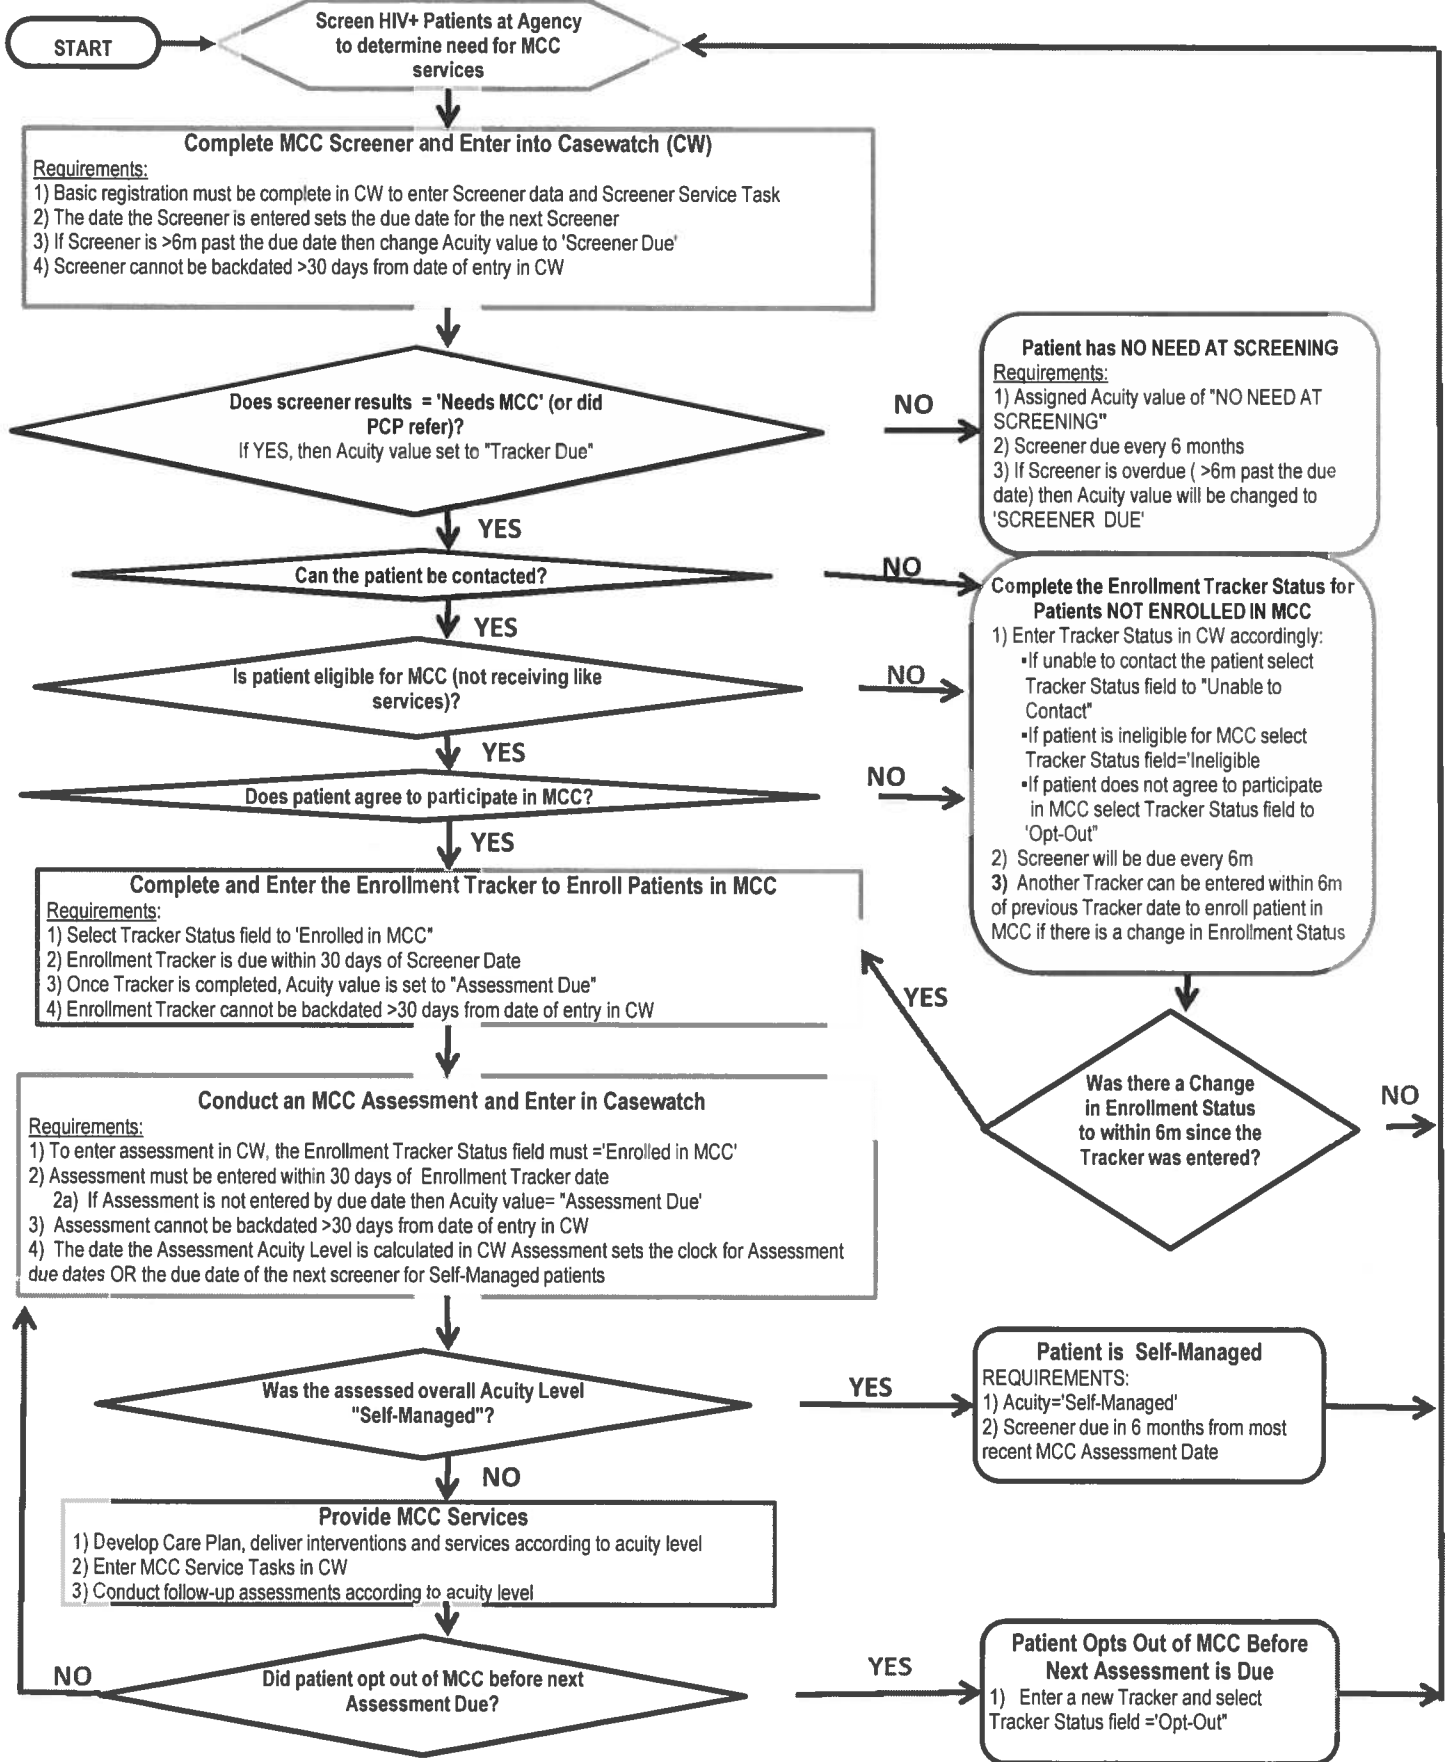 START
Screen HIV+ Patients at Agency
to determine need for MCC
services
Complete MCC Screener and Enter into Casewatch (CW)
Requirements:
1) Basic registration must be complete in CW to enter Screener data and Screener Service Task
2) The date the Screener is entered sets the due date for the next Screener
3) If Screener is >6m past the due date then change Acuity value to 'Screener Due'
4) Screener cannot be backdated >30 days from date of entry in CW
Does screener results = 'Needs MCC' (or did
PCP refer)?
If YES, then Acuity value set to "Tracker Due"
NO
Patient has NO NEED AT SCREENING
Requirements:
1) Assigned Acuity value of "NO NEED AT
SCREENING"
2) Screener due every 6 months
3) If Screener is overdue ( >6m past the due
date) then Acuity value will be changed to
'SCREENER DUE'
YES
Can the patient be contacted?
NO
YES
Is patient eligible for MCC (not receiving like
services)?
NO
YES
Does patient agree to participate in MCC?
NO
YES
Complete the Enrollment Tracker Status for
Patients NOT ENROLLED IN MCC
1) Enter Tracker Status in CW accordingly:
▪If unable to contact the patient select
Tracker Status field to "Unable to
Contact"
▪If patient is ineligible for MCC select
Tracker Status field='Ineligible
▪If patient does not agree to participate
in MCC select Tracker Status field to
'Opt-Out"
2) Screener will be due every 6m
3) Another Tracker can be entered within 6m
of previous Tracker date to enroll patient in
MCC if there is a change in Enrollment Status
Complete and Enter the Enrollment Tracker to Enroll Patients in MCC
Requirements:
1) Select Tracker Status field to 'Enrolled in MCC"
2) Enrollment Tracker is due within 30 days of Screener Date
3) Once Tracker is completed, Acuity value is set to "Assessment Due"
4) Enrollment Tracker cannot be backdated >30 days from date of entry in CW
YES
Was there a Change
in Enrollment Status
to within 6m since the
Tracker was entered?
NO
Conduct an MCC Assessment and Enter in Casewatch
Requirements:
1) To enter assessment in CW, the Enrollment Tracker Status field must ='Enrolled in MCC'
2) Assessment must be entered within 30 days of Enrollment Tracker date
2a) If Assessment is not entered by due date then Acuity value= "Assessment Due'
3) Assessment cannot be backdated >30 days from date of entry in CW
4) The date the Assessment Acuity Level is calculated in CW Assessment sets the clock for Assessment
due dates OR the due date of the next screener for Self-Managed patients
Was the assessed overall Acuity Level
"Self-Managed"?
YES
Patient is Self-Managed
REQUIREMENTS:
1) Acuity='Self-Managed'
2) Screener due in 6 months from most
recent MCC Assessment Date
NO
Provide MCC Services
1) Develop Care Plan, deliver interventions and services according to acuity level
2) Enter MCC Service Tasks in CW
3) Conduct follow-up assessments according to acuity level
NO
Did patient opt out of MCC before next
Assessment Due?
YES
Patient Opts Out of MCC Before
Next Assessment is Due
1) Enter a new Tracker and select
Tracker Status field ='Opt-Out"